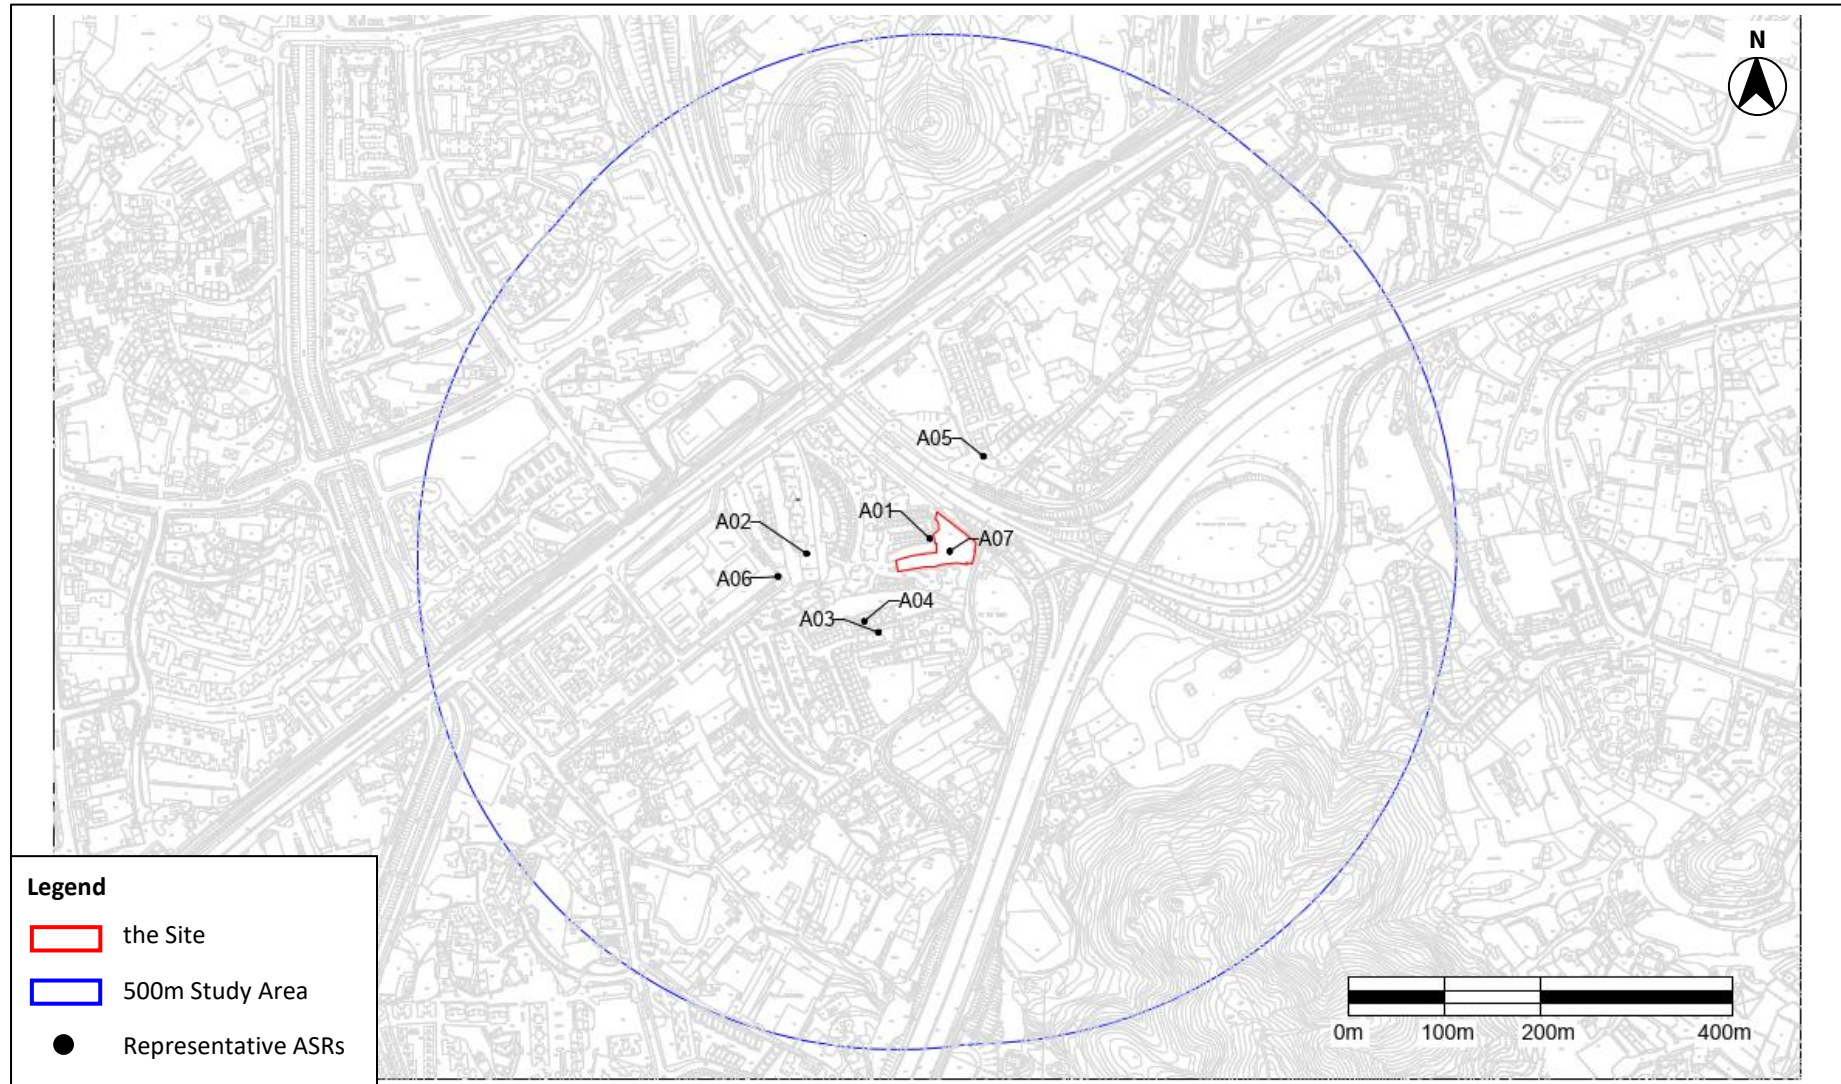 N
A05
A01
A02
A07
A06
A04
A03
Legend
the Site
500m Study Area
Representative ASRs
0m 100m 200m 400m